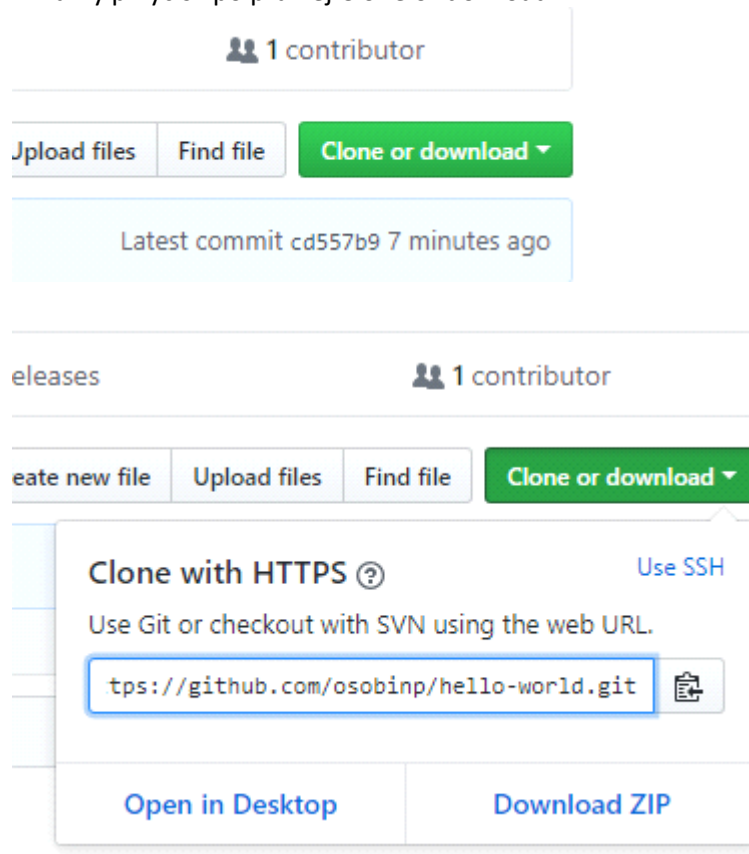 1 contributor
Upload files Find file Clone or download
Latest commit cd557b9 7 minutes ago
eleases 1 contributor
eate new file Upload files Find file Clone or download
Clone with HTTPS ? Use SSH
Use Git or checkout with SVN using the web URL.
tps://github.com/osobinp/hello-world.git
Open in Desktop Download ZIP